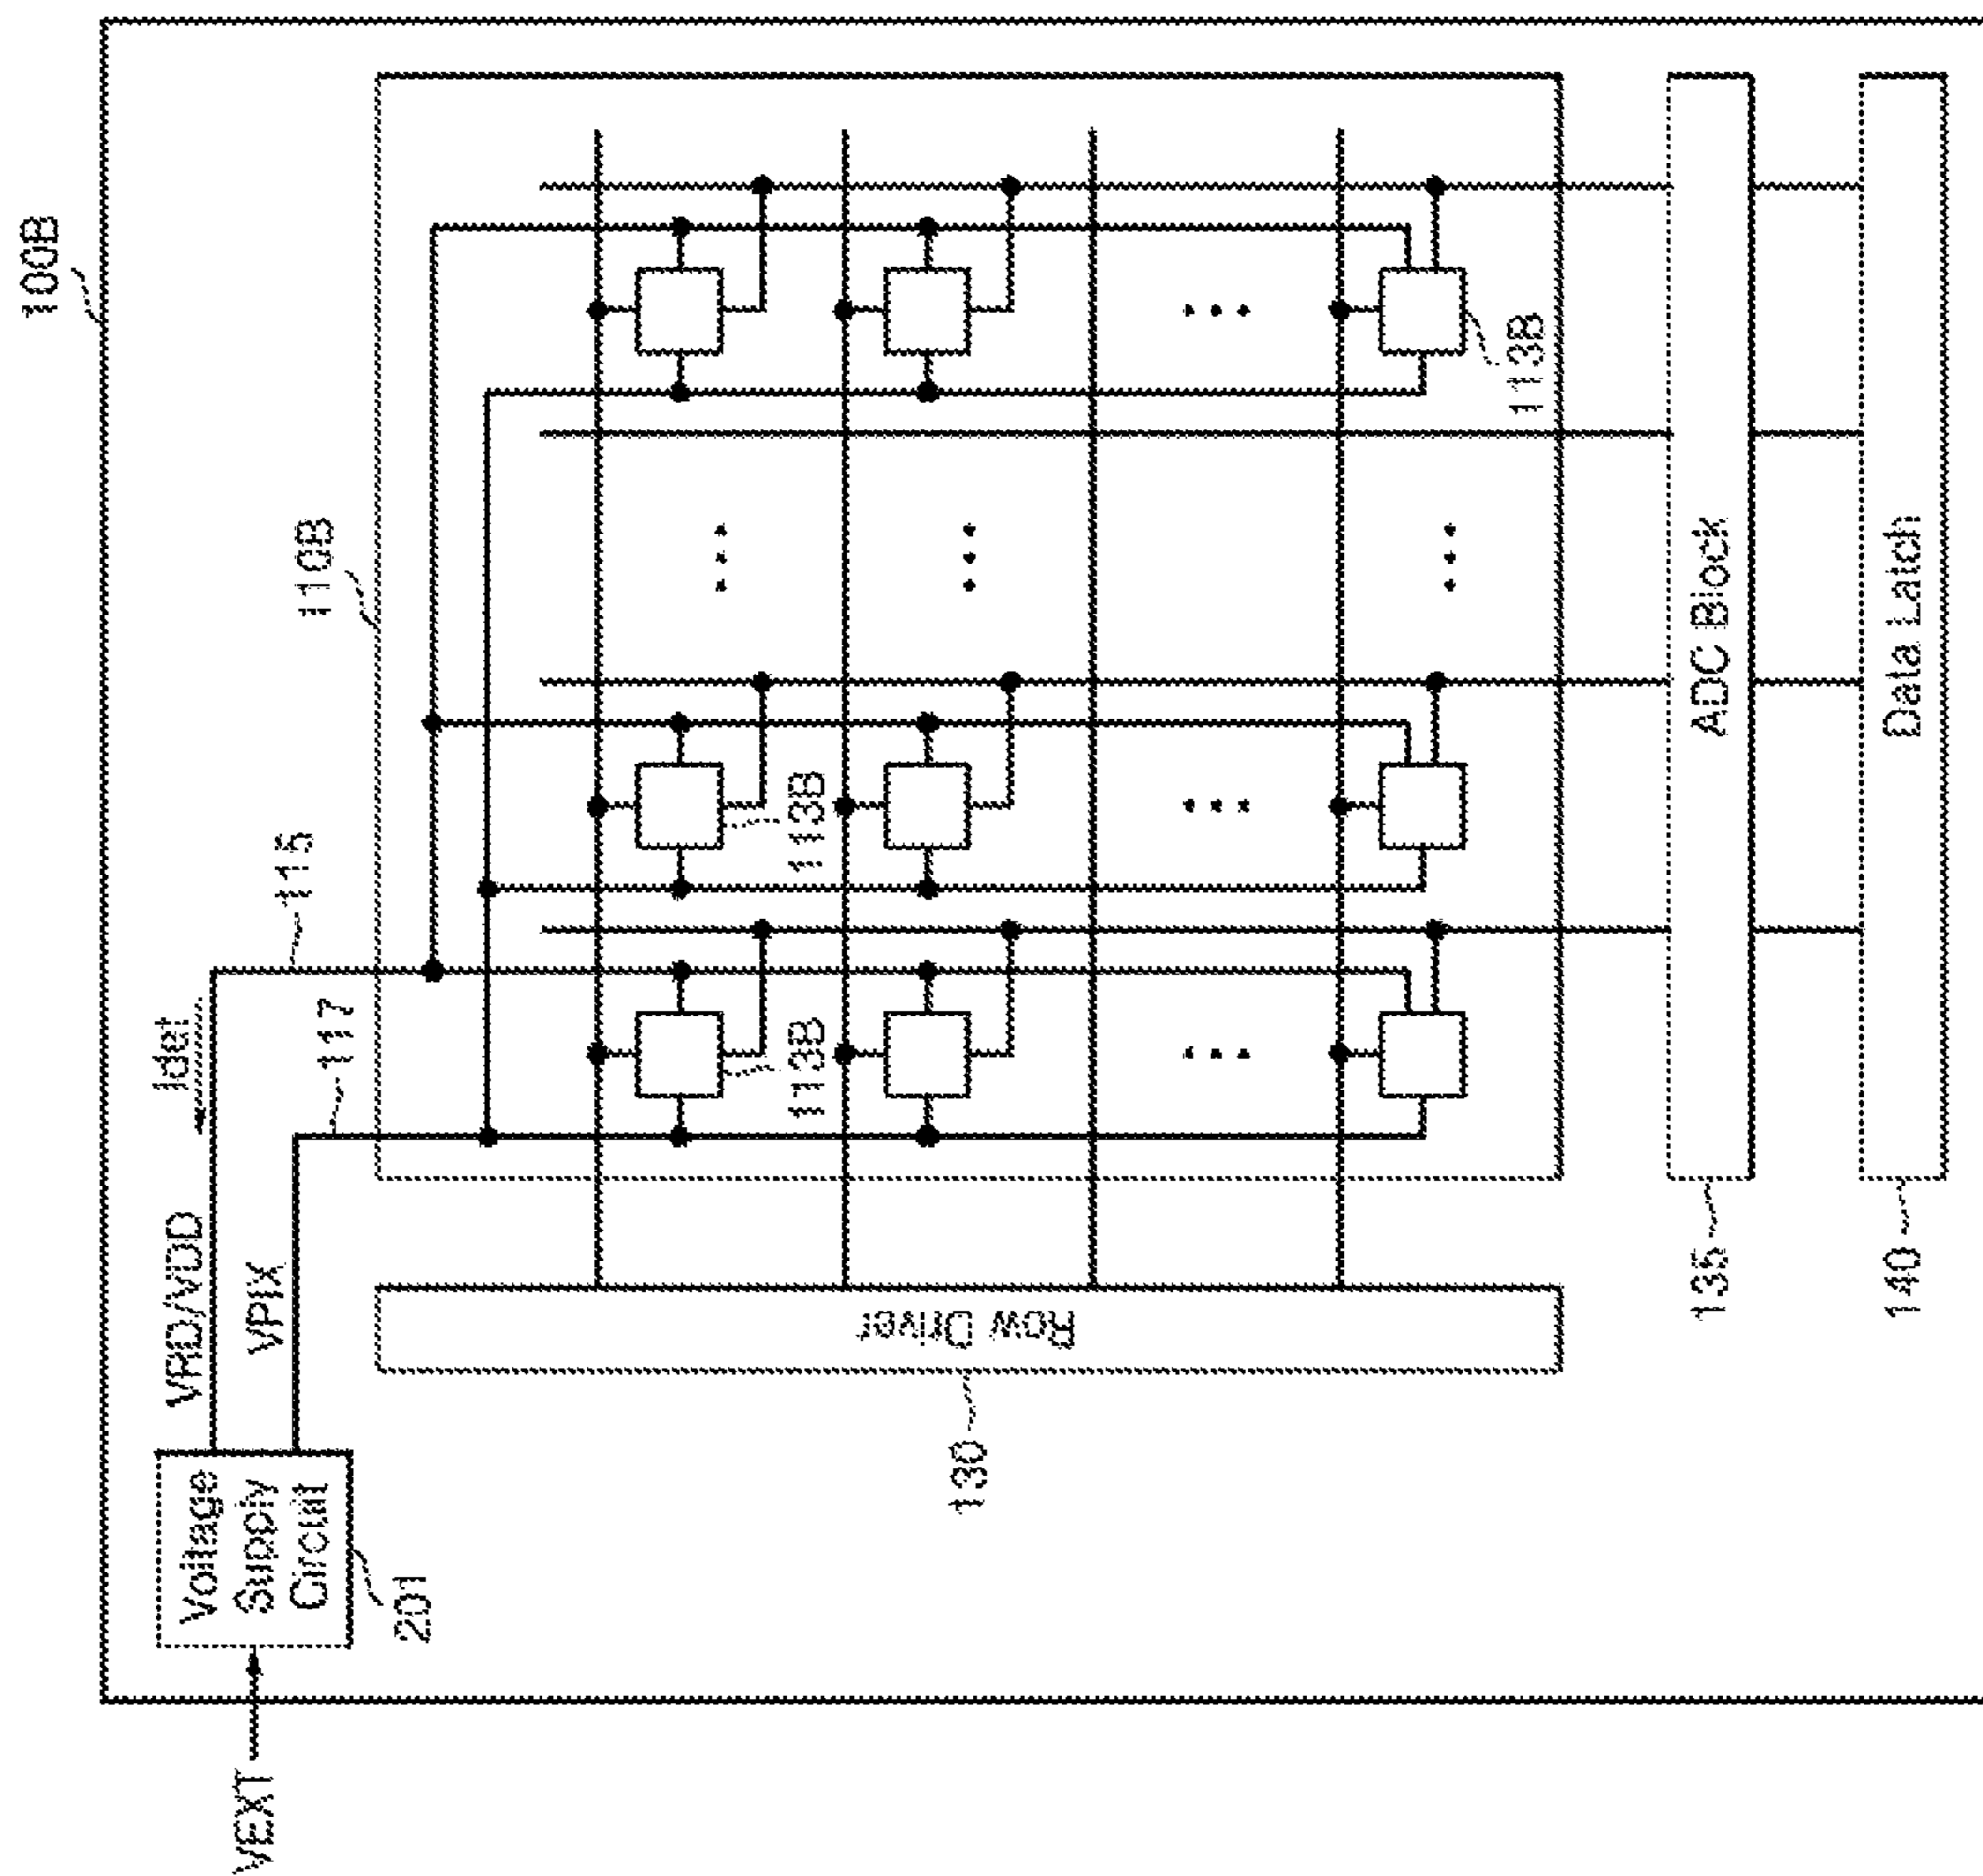 100B
VEXT
Voltage
Supply
Circuit
201
VRD/VDD
Idet
115
VPIX
117
110B
113B
113B
113B
Row Driver
130
ADC Block
135
Data Latch
140